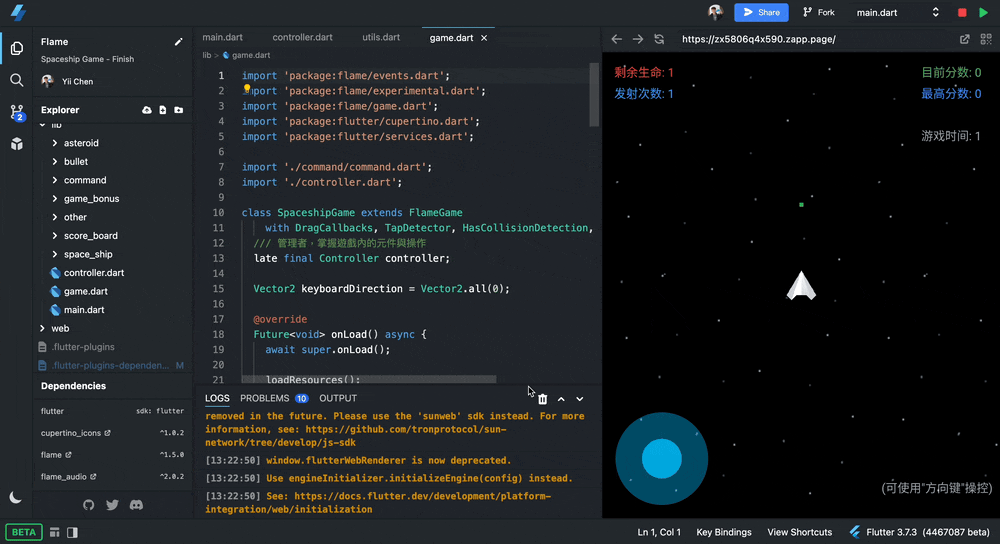 Share
Fork
main.dart
Flame
Spaceship Game - Finish
Yii Chen
Explorer
lib
asteroid
bullet
command
game_bonus
other
score_board
space_ship
controller.dart
game.dart
main.dart
web
.flutter-plugins
.flutter-plugins-dependen... M
Dependencies
flutter sdk: flutter
cupertino_icons ^1.0.2
flame ^1.5.0
flame_audio ^2.0.2
2
main.dart controller.dart utils.dart game.dart
lib > game.dart
1 import 'package:flame/events.dart';
2 import 'package:flame/experimental.dart';
3 import 'package:flame/game.dart';
4 import 'package:flutter/cupertino.dart';
5 import 'package:flutter/services.dart';
6
7 import './command/command.dart';
8 import './controller.dart';
9
10 class SpaceshipGame extends FlameGame
11 with DragCallbacks, TapDetector, HasCollisionDetection,
12 /// 管理者，掌握遊戲內的元件與操作
13 late final Controller controller;
14
15 Vector2 keyboardDirection = Vector2.all(0);
16
17 @override
18 Future<void> onLoad() async {
19 await super.onLoad();
20
21 loadResources();
LOGS PROBLEMS 10 OUTPUT
removed in the future. Please use the 'sunweb' sdk instead. For more
information, see: https://github.com/tronprotocol/sun-
network/tree/develop/js-sdk
[13:22:50] window.flutterWebRenderer is now deprecated.
[13:22:50] Use engineInitializer.initializeEngine(config) instead.
[13:22:50] See: https://docs.flutter.dev/development/platform-
integration/web/initialization
https://zx5806q4x590.zapp.page/
剩余生命: 1
目前分数: 0
发射次数: 1
最高分数: 0
游戏时间: 1
(可使用"方向键"操控)
BETA
Ln 1, Col 1 Key Bindings View Shortcuts Flutter 3.7.3 (4467087 beta)